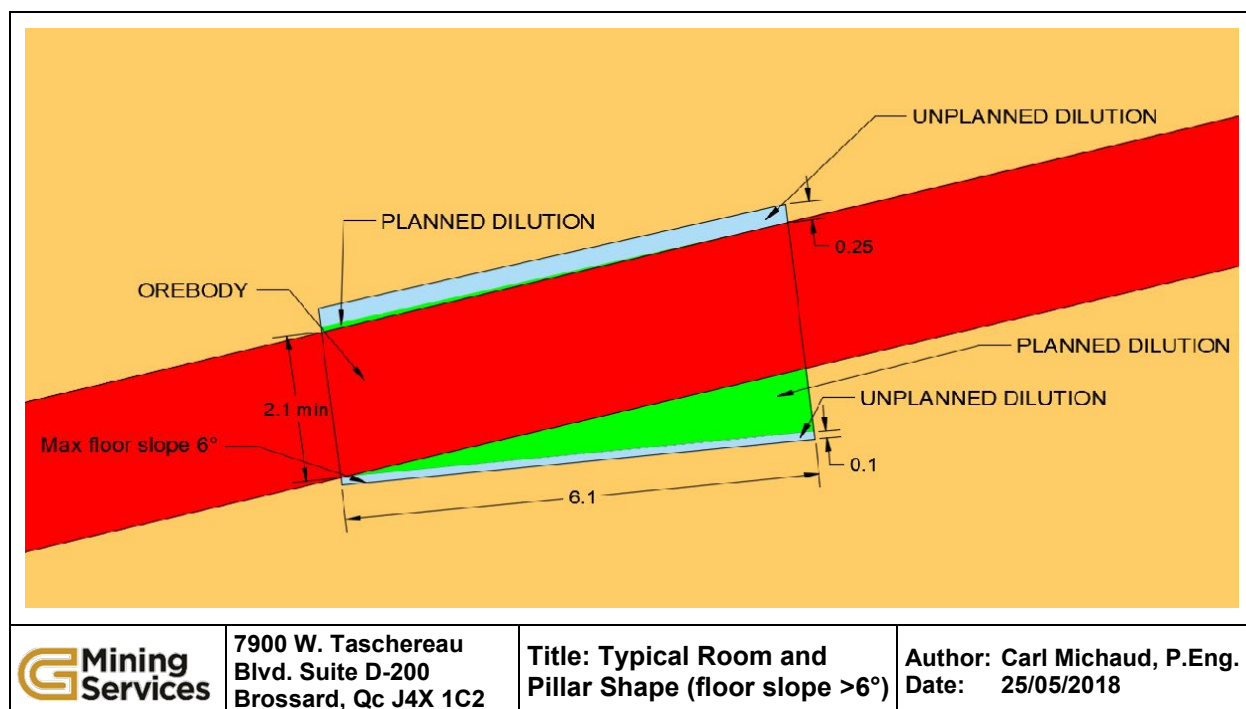 UNPLANNED DILUTION
PLANNED DILUTION
0.25
OREBODY
PLANNED DILUTION
2.1 min
UNPLANNED DILUTION
Max floor slope 6°
0.1
6.1
G Mining
Services
7900 W. Taschereau
Blvd. Suite D-200
Brossard, Qc J4X 1C2
Title: Typical Room and
Pillar Shape (floor slope >6°)
Author: Carl Michaud, P.Eng.
Date: 25/05/2018